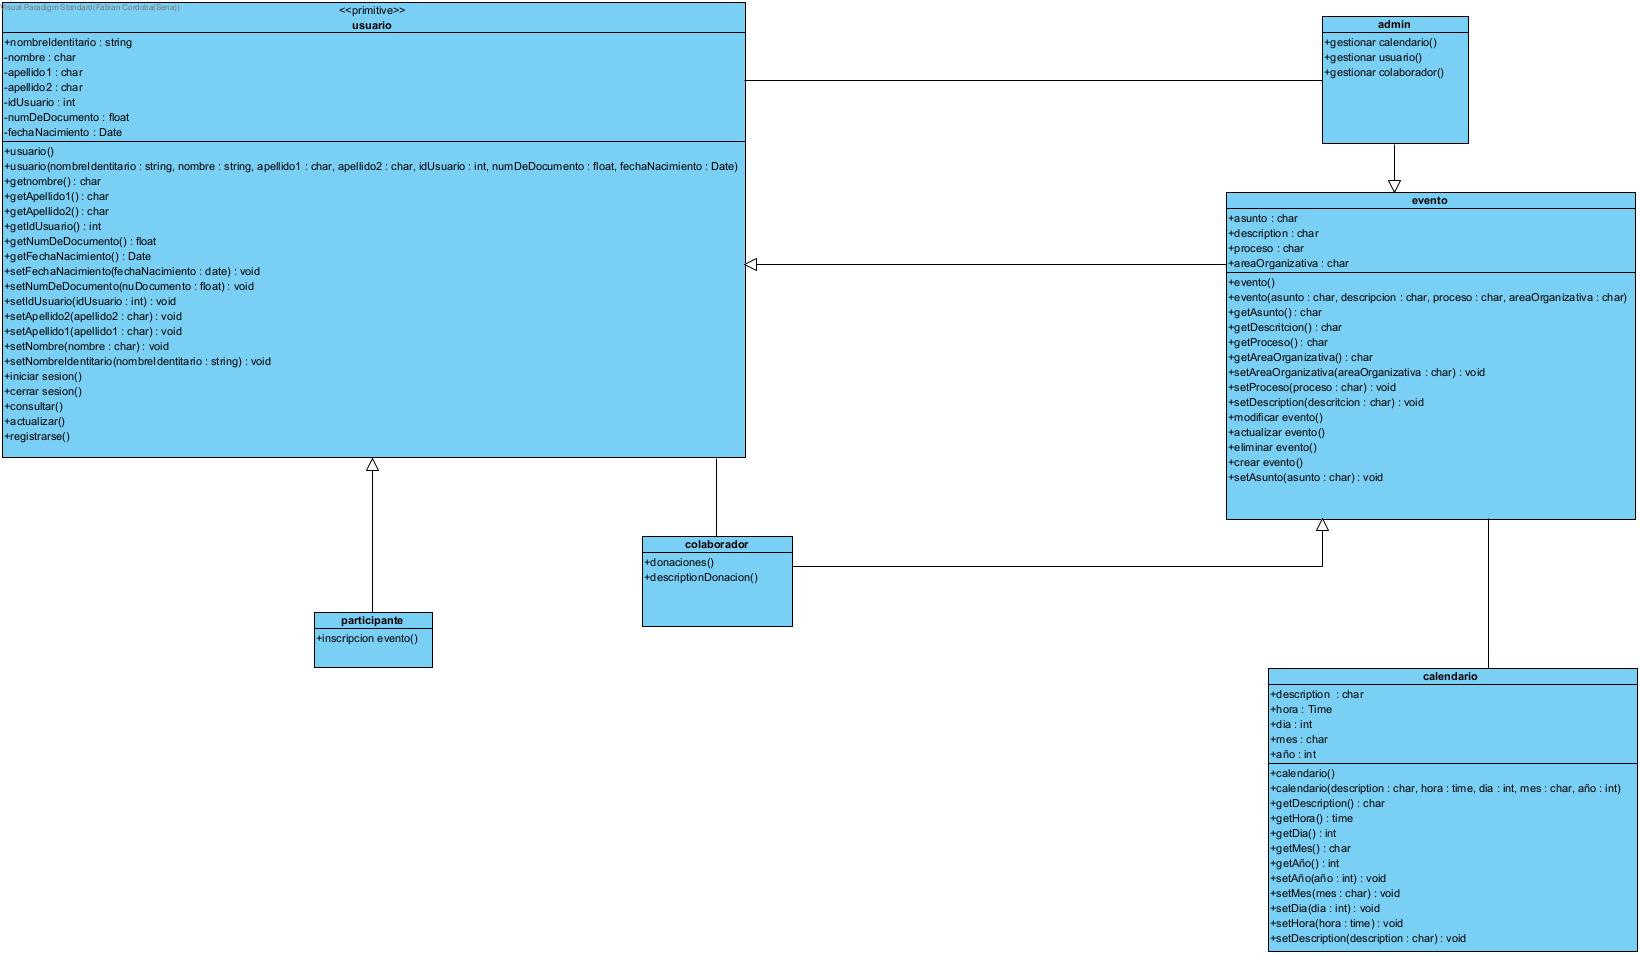 Visual Paradigm Standard(Fabian Cordoba(Sena))
<<primitive>>
usuario
+nombreIdentitario : string
-nombre : char
-apellido1 : char
-apellido2 : char
-idUsuario : int
-numDeDocumento : float
-fechaNacimiento : Date
+usuario()
+usuario(nombreIdentitario : string, nombre : string, apellido1 : char, apellido2 : char, idUsuario : int, numDeDocumento : float, fechaNacimiento : Date)
+getnombre() : char
+getApellido1() : char
+getApellido2() : char
+getIdUsuario() : int
+getNumDeDocumento() : float
+getFechaNacimiento() : Date
+setFechaNacimiento(fechaNacimiento : date) : void
+setNumDeDocumento(nuDocumento : float) : void
+setIdUsuario(idUsuario : int) : void
+setApellido2(apellido2 : char) : void
+setApellido1(apellido1 : char) : void
+setNombre(nombre : char) : void
+setNombreIdentitario(nombreIdentitario : string) : void
+iniciar sesion()
+cerrar sesion()
+consultar()
+actualizar()
+registrarse()
admin
+gestionar calendario()
+gestionar usuario()
+gestionar colaborador()
evento
+asunto : char
+description : char
+proceso : char
+areaOrganizativa : char
+evento()
+evento(asunto : char, descripcion : char, proceso : char, areaOrganizativa : char)
+getAsunto() : char
+getDescritcion() : char
+getProceso() : char
+getAreaOrganizativa() : char
+setAreaOrganizativa(areaOrganizativa : char) : void
+setProceso(proceso : char) : void
+setDescription(descritcion : char) : void
+modificar evento()
+actualizar evento()
+eliminar evento()
+crear evento()
+setAsunto(asunto : char) : void
colaborador
+donaciones()
+descriptionDonacion()
participante
+inscripcion evento()
calendario
+description : char
+hora : Time
+dia : int
+mes : char
+año : int
+calendario()
+calendario(description : char, hora : time, dia : int, mes : char, año : int)
+getDescription() : char
+getHora() : time
+getDia() : int
+getMes() : char
+getAño() : int
+setAño(año : int) : void
+setMes(mes : char) : void
+setDia(dia : int) : void
+setHora(hora : time) : void
+setDescription(description : char) : void